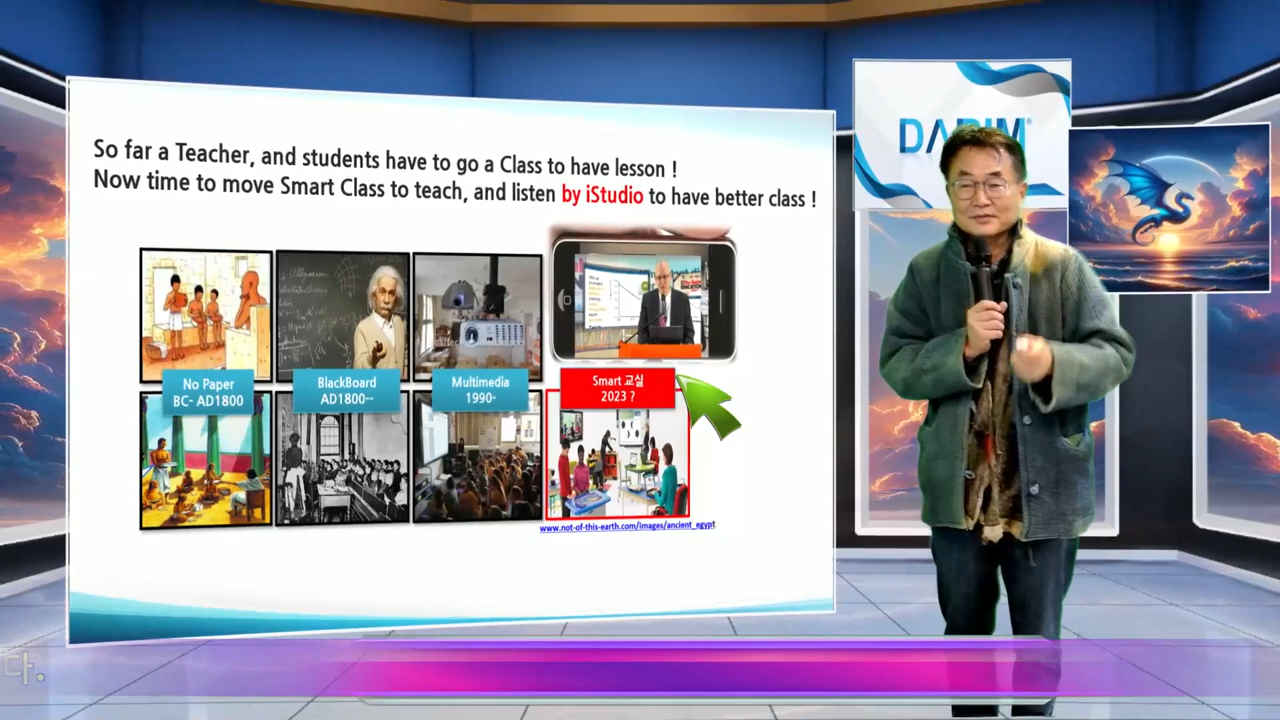 So far a Teacher, and students have to go a Class to have lesson !
Now time to move Smart Class to teach, and listen by iStudio to have better class !
DARIM®
No Paper
BC- AD1800
BlackBoard
AD1800--
Multimedia
1990-
Smart 교실
2023 ?
www.not-of-this-earth.com/images/ancient_egypt
다.